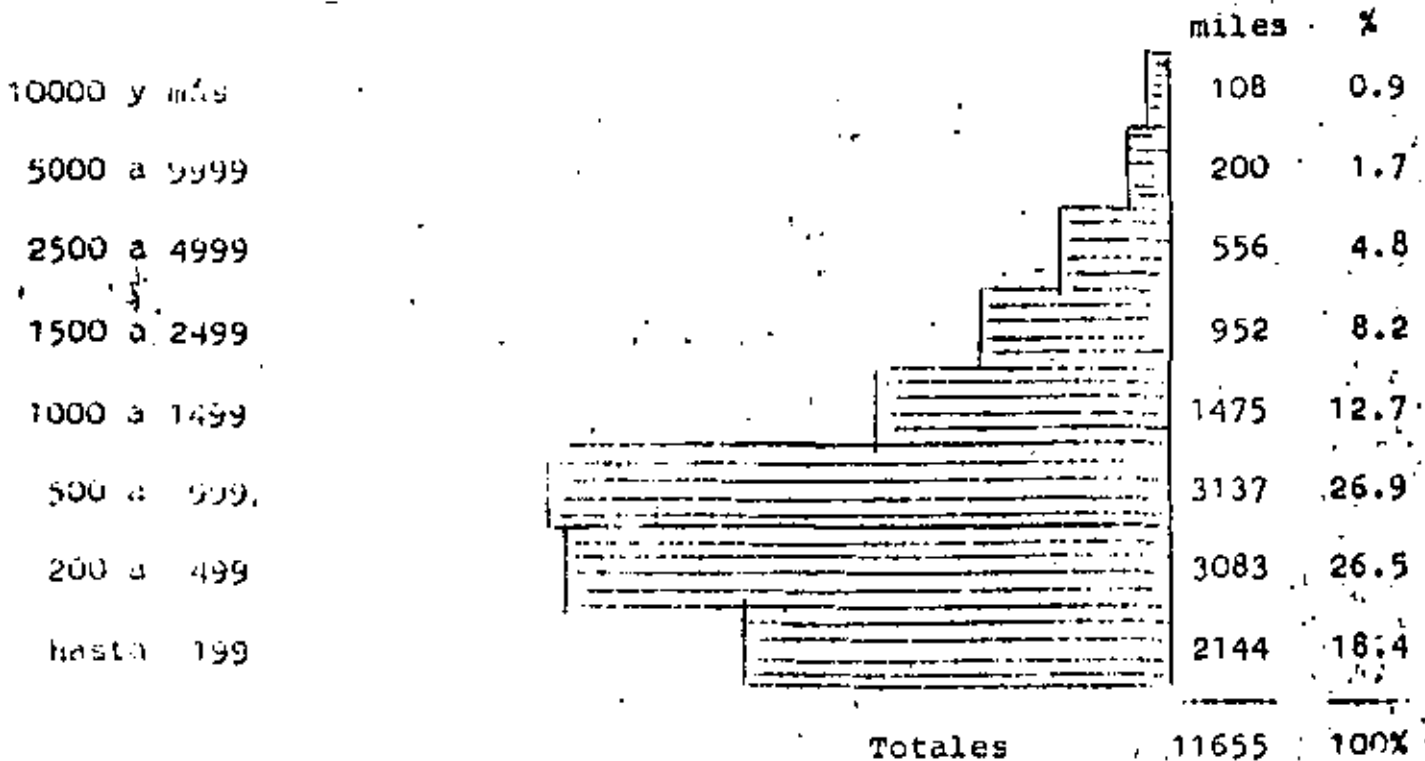 miles %
10000 y más 108 0.9
5000 a 9999 200 1.7
2500 a 4999 556 4.8
1500 a 2499 952 8.2
1000 a 1499 1475 12.7
500 a 999 3137 26.9
200 a 499 3083 26.5
hasta 199 2144 18.4
Totales 11655 100%